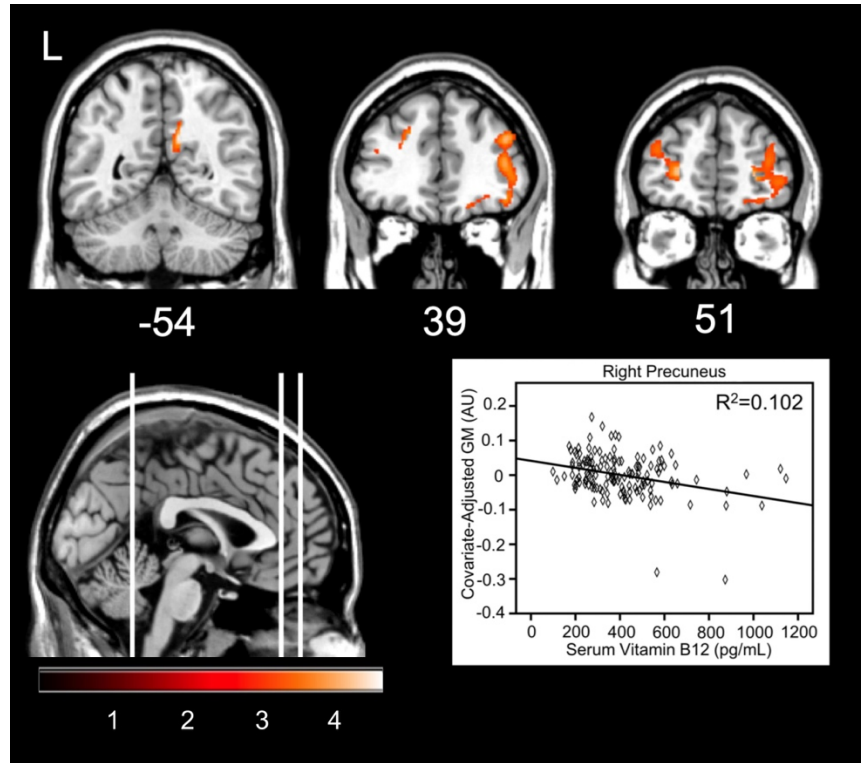 L
-54 39 51
Right Precuneus
R²=0.102
Covariate-Adjusted GM (AU)
0.2
0.1
0
-0.1
-0.2
-0.3
-0.4
0 200 400 600 800 1000 1200
Serum Vitamin B12 (pg/mL)
1 2 3 4